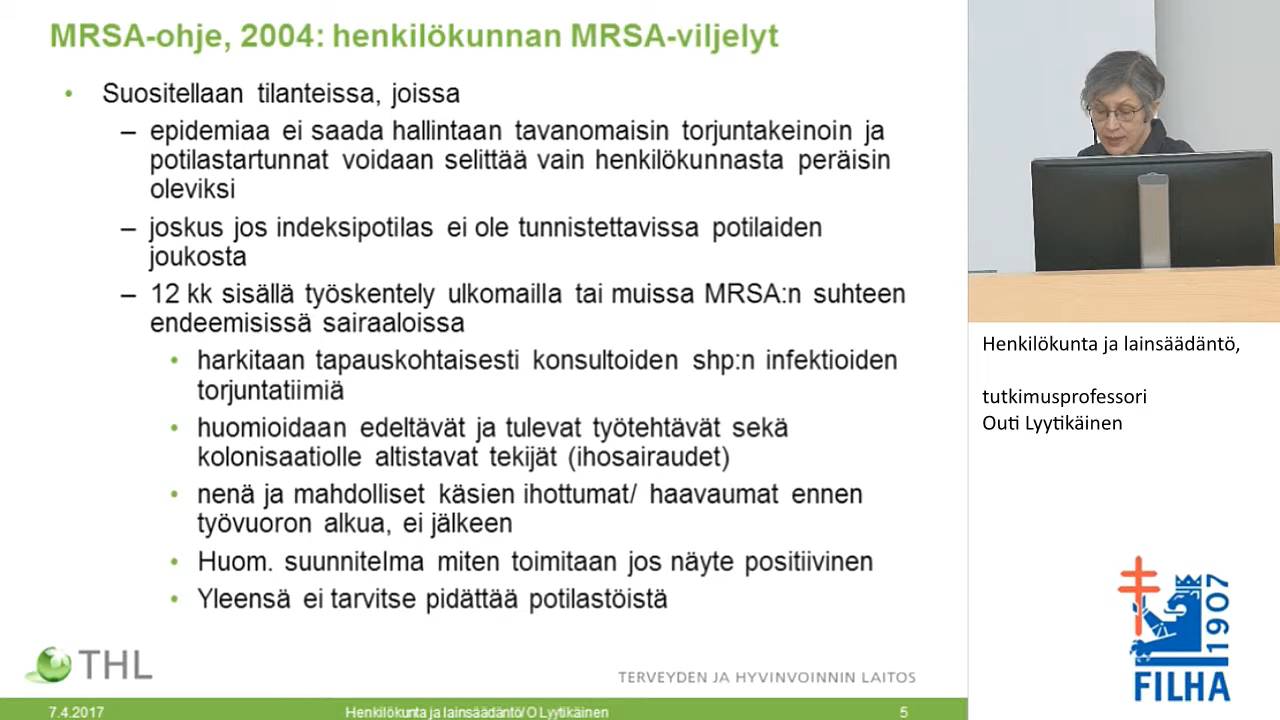 MRSA-ohje, 2004: henkilökunnan MRSA-viljelyt
• Suositellaan tilanteissa, joissa
– epidemiaa ei saada hallintaan tavanomaisin torjuntakeinoin ja
potilastartunnat voidaan selittää vain henkilökunnasta peräisin
oleviksi
– joskus jos indeksipotilas ei ole tunnistettavissa potilaiden
joukosta
– 12 kk sisällä työskentely ulkomailla tai muissa MRSA:n suhteen
endeemisissä sairaaloissa
• harkitaan tapauskohtaisesti konsultoiden shp:n infektioiden
torjuntatiimiä
• huomioidaan edeltävät ja tulevat työtehtävät sekä
kolonisaatiolle altistavat tekijät (ihosairaudet)
• nenä ja mahdolliset käsien ihottumat/ haavaumat ennen
työvuoron alkua, ei jälkeen
• Huom. suunnitelma miten toimitaan jos näyte positiivinen
• Yleensä ei tarvitse pidättää potilastöistä
THL
TERVEYDEN JA HYVINVOINNIN LAITOS
7.4.2017
Henkilökunta ja lainsäädäntö/ O Lyytikäinen
5
Henkilökunta ja lainsäädäntö,
tutkimusprofessori
Outi Lyytikäinen
1907
FILHA